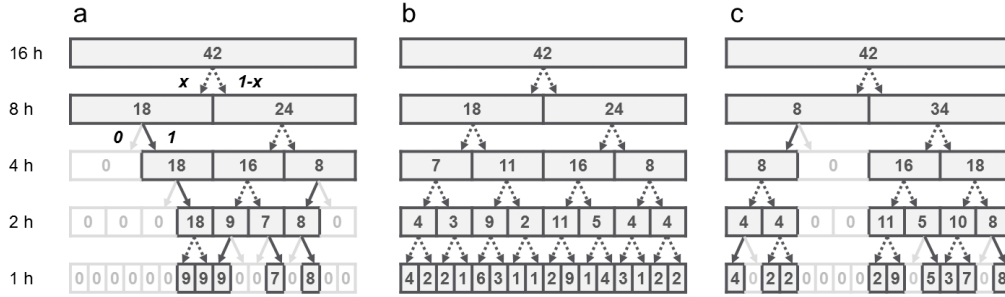 a b c
16 h 42 42 42
x 1-x
8 h 18 24 18 24 8 34
0 1
4 h 0 18 16 8 7 11 16 8 8 0 16 18
2 h 0 0 0 18 9 7 8 0 4 3 9 2 11 5 4 4 4 4 0 0 11 5 10 8
1 h 0 0 0 0 0 0 9 9 9 0 0 7 0 8 0 0 4 2 2 1 6 3 1 1 2 9 1 4 3 1 2 2 4 0 2 2 0 0 0 0 2 9 0 5 3 7 0 8